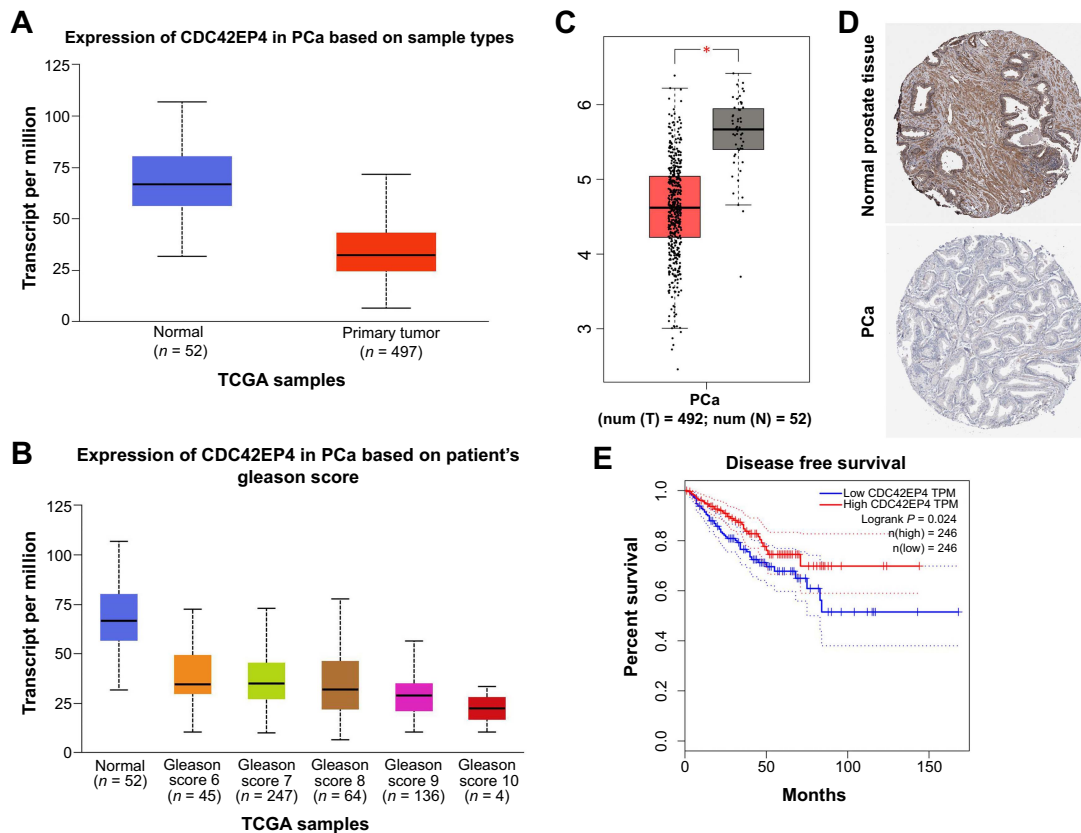 A
Expression of CDC42EP4 in PCa based on sample types
Transcript per million
125
100
75
50
25
0
Normal
(n = 52)
Primary tumor
(n = 497)
TCGA samples
B
Expression of CDC42EP4 in PCa based on patient's
gleason score
Transcript per million
125
100
75
50
25
0
Normal
(n = 52)
Gleason
score 6
(n = 45)
Gleason
score 7
(n = 247)
Gleason
score 8
(n = 64)
Gleason
score 9
(n = 136)
Gleason
score 10
(n = 4)
TCGA samples
C
*
6
5
4
3
PCa
(num (T) = 492; num (N) = 52)
D
Normal prostate tissue
PCa
E
Disease free survival
Percent survival
1.0
0.8
0.6
0.4
0.2
0.0
Low CDC42EP4 TPM
High CDC42EP4 TPM
Logrank P = 0.024
n(high) = 246
n(low) = 246
0
50
100
150
Months